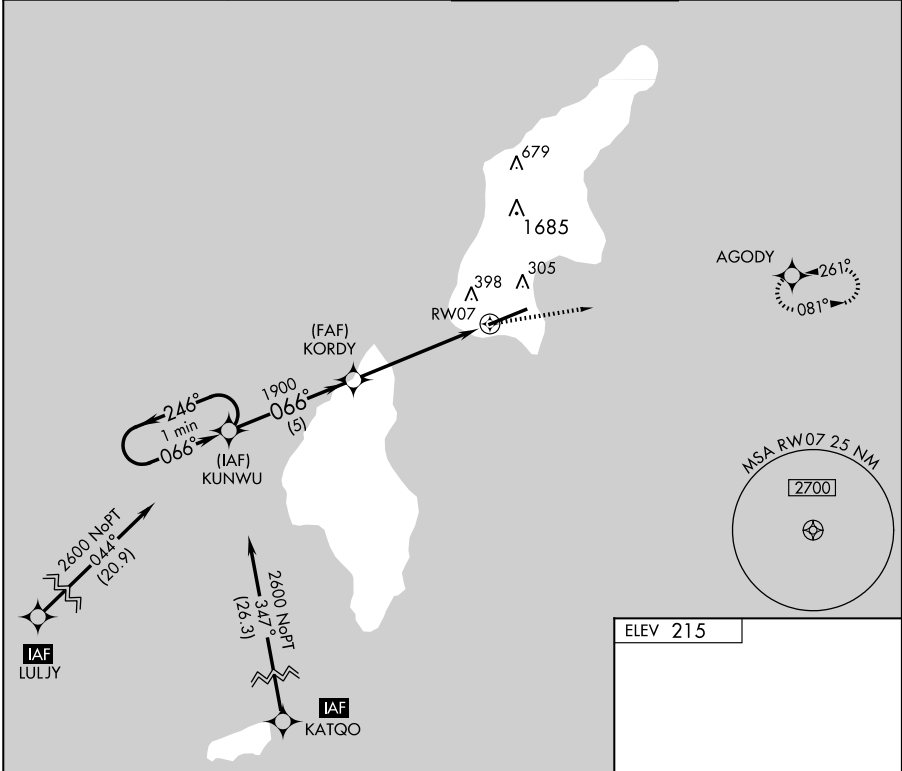 679
1685
305
398
RW07
AGODY
261°
081°
(FAF)
KORDY
1900
066°
(5)
246°
1 min
066°
(IAF)
KUNWU
MSA RW07 25 NM
2700
2600 NoPT
044°
(20.9)
2600 NoPT
347°
(26.3)
IAF
LULJY
IAF
KATQO
ELEV 215